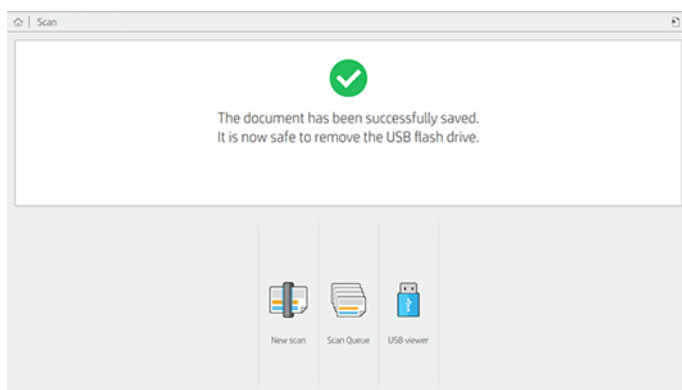 Scan
The document has been successfully saved.
It is now safe to remove the USB flash drive.
New scan
Scan Queue
USB viewer